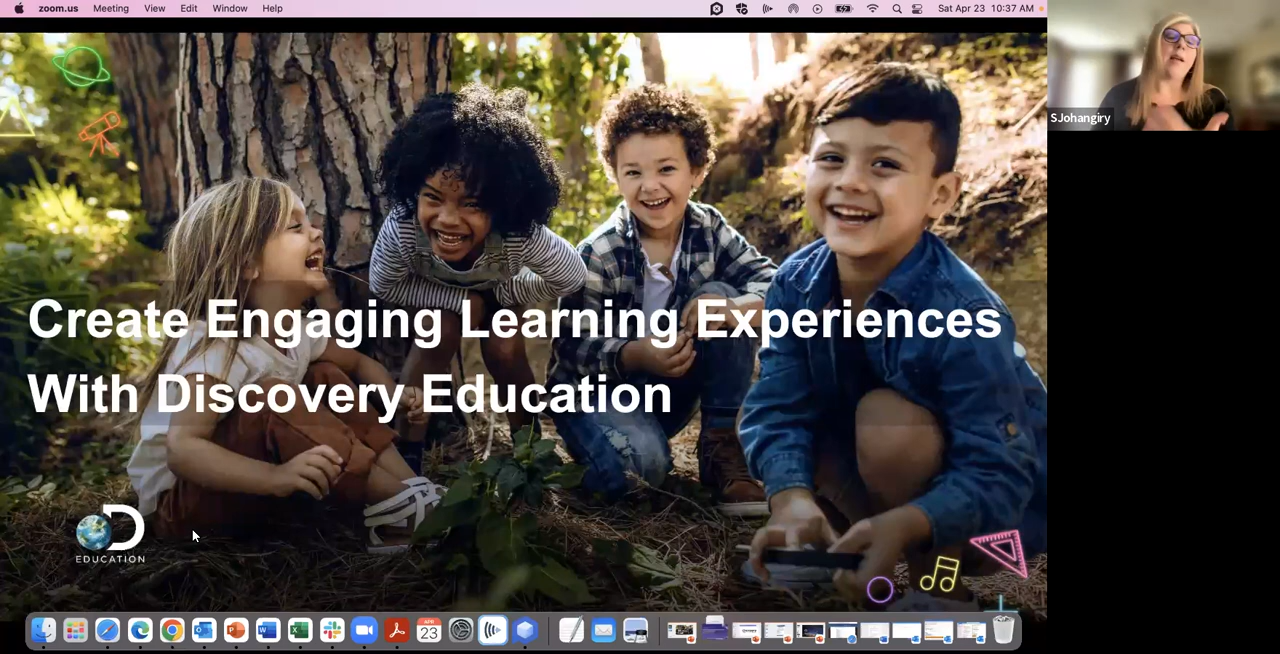 zoom.us Meeting View Edit Window Help Sat Apr 23 10:37 AM
SJohangiry
Create Engaging Learning Experiences
With Discovery Education
D
EDUCATION
APR
23